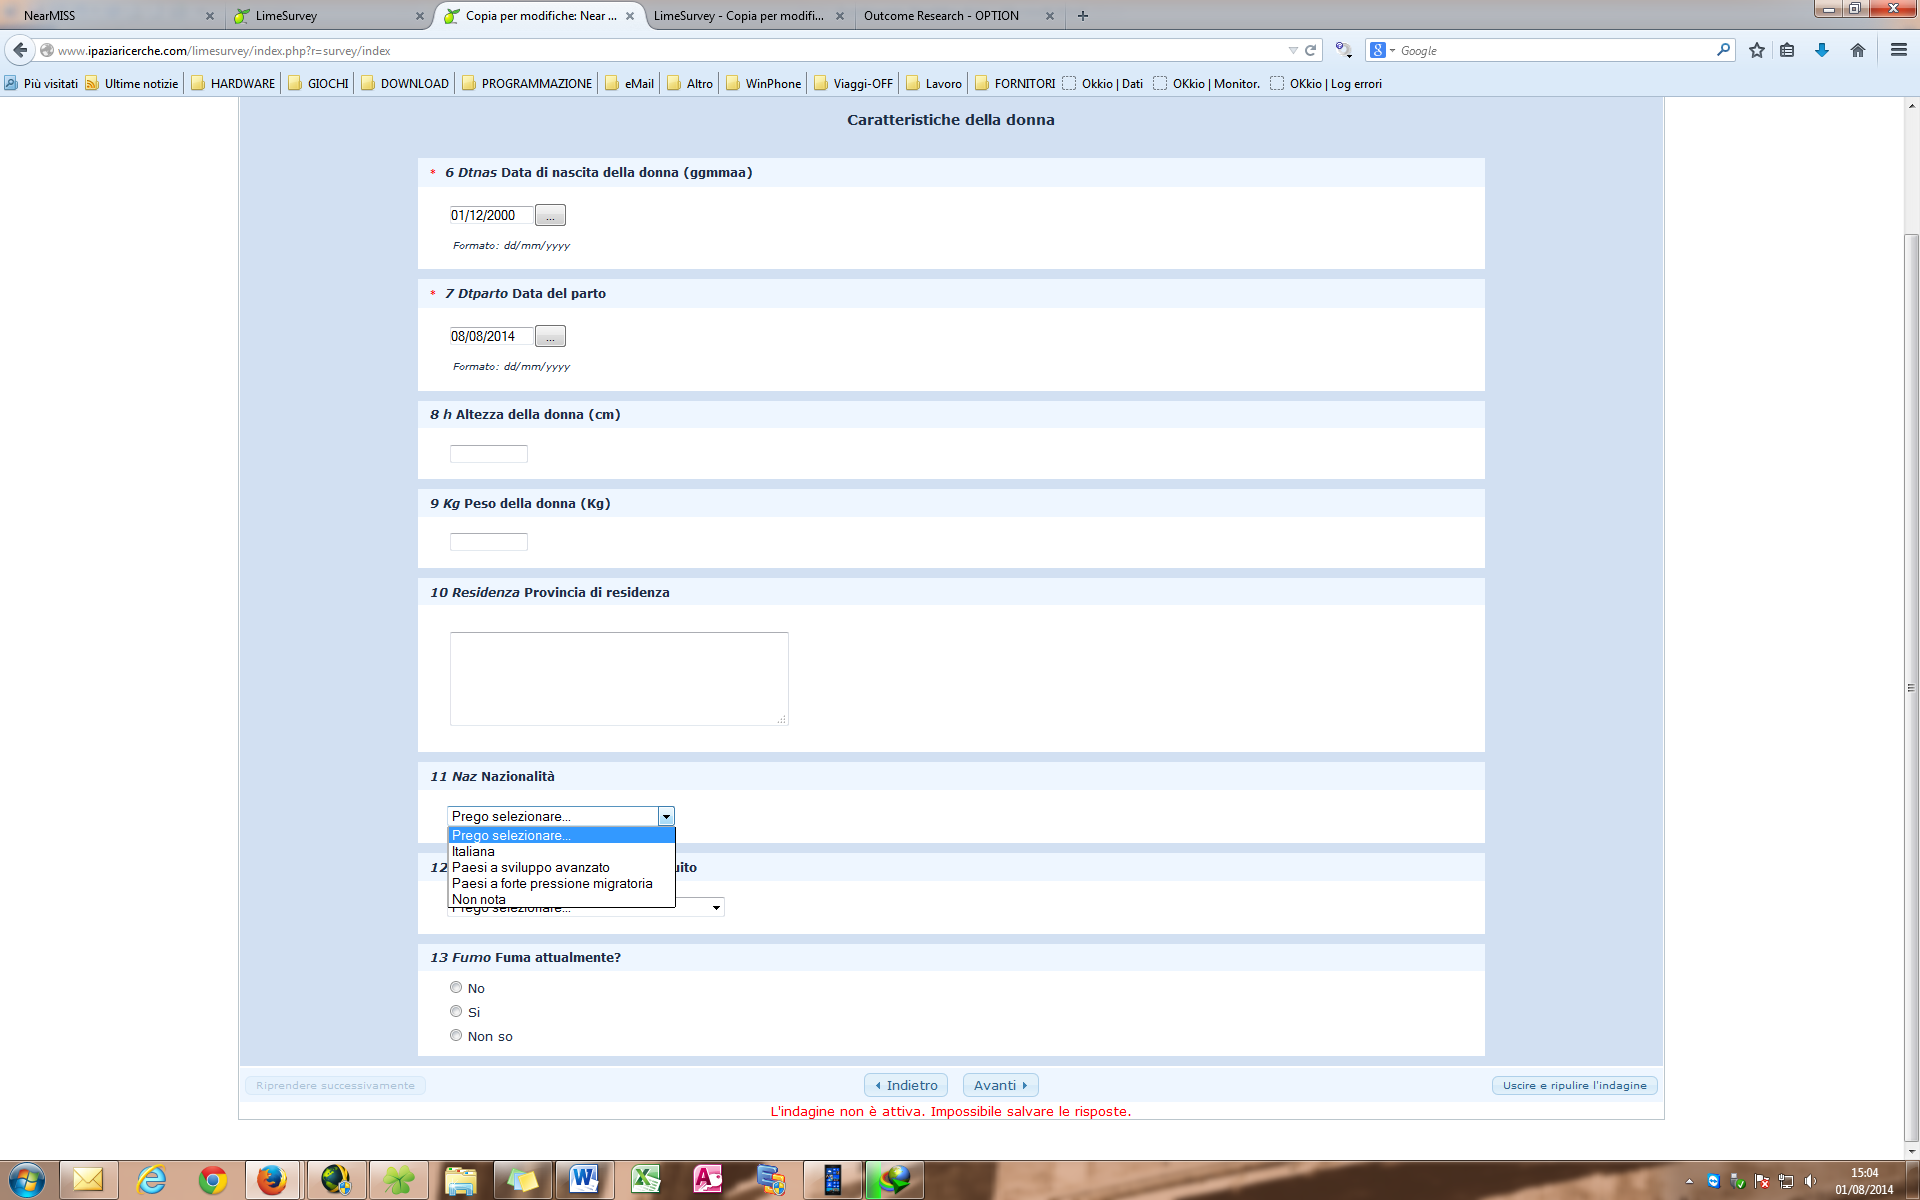 NearMISS
LimeSurvey
Copia per modifiche: Near ...
LimeSurvey - Copia per modifi...
Outcome Research - OPTION
www.ipaziaricerche.com/limesurvey/index.php?r=survey/index
Google
Più visitati
Ultime notizie
HARDWARE
GIOCHI
DOWNLOAD
PROGRAMMAZIONE
eMail
Altro
WinPhone
Viaggi-OFF
Lavoro
FORNITORI
Okkio | Dati
OKkio | Monitor.
OKkio | Log errori
Caratteristiche della donna
* 6 Dtnas Data di nascita della donna (ggmmaa)
01/12/2000 ...
Formato: dd/mm/yyyy
* 7 Dtparto Data del parto
08/08/2014 ...
Formato: dd/mm/yyyy
8 h Altezza della donna (cm)
9 Kg Peso della donna (Kg)
10 Residenza Provincia di residenza
11 Naz Nazionalità
Prego selezionare...
Prego selezionare...
Italiana
Paesi a sviluppo avanzato
Paesi a forte pressione migratoria
Non nota
12
uito
Prego selezionare...
13 Fumo Fuma attualmente?
No
Si
Non so
Riprendere successivamente
Indietro
Avanti
Uscire e ripulire l'indagine
L'indagine non è attiva. Impossibile salvare le risposte.
15:04
01/08/2014